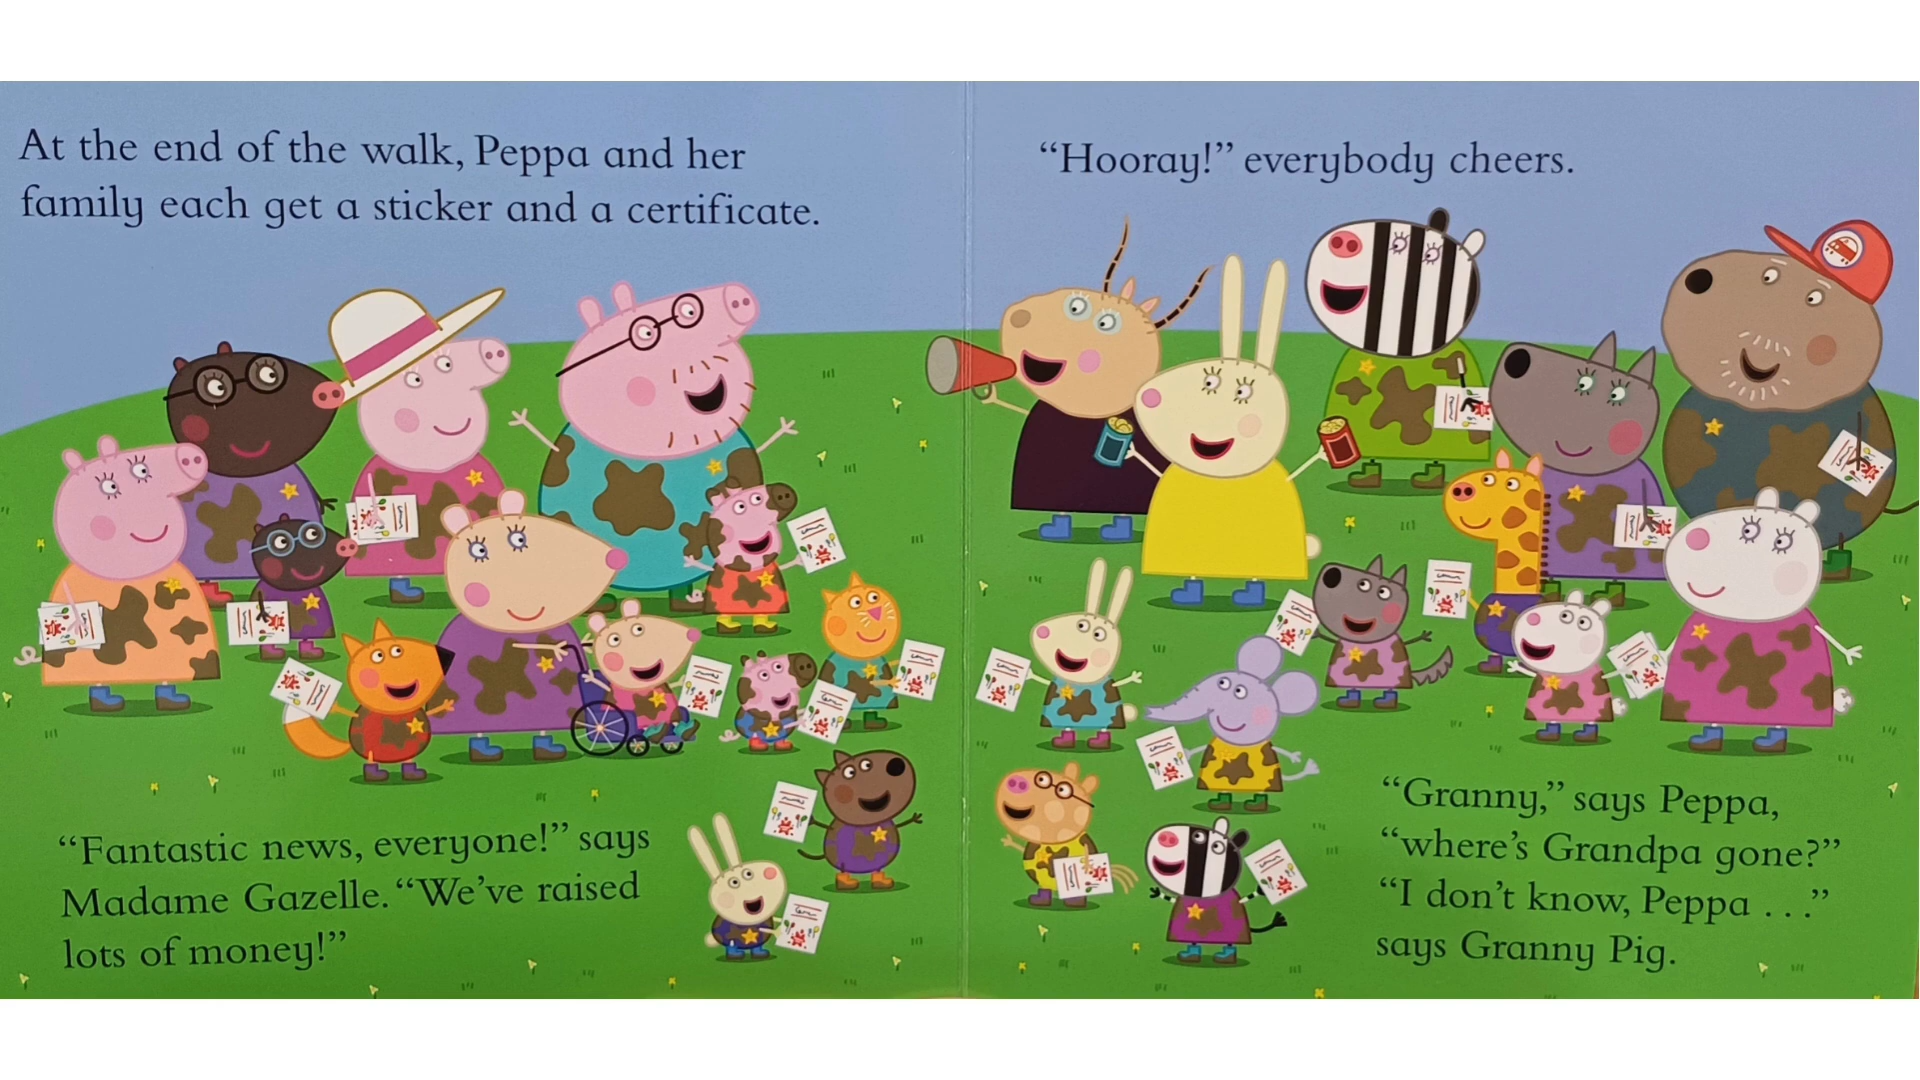 At the end of the walk, Peppa and her
family each get a sticker and a certificate.
“Fantastic news, everyone!” says
Madame Gazelle. “We’ve raised
lots of money!”
“Hooray!” everybody cheers.
“Granny,” says Peppa,
“where’s Grandpa gone?”
“I don’t know, Peppa . . .”
says Granny Pig.